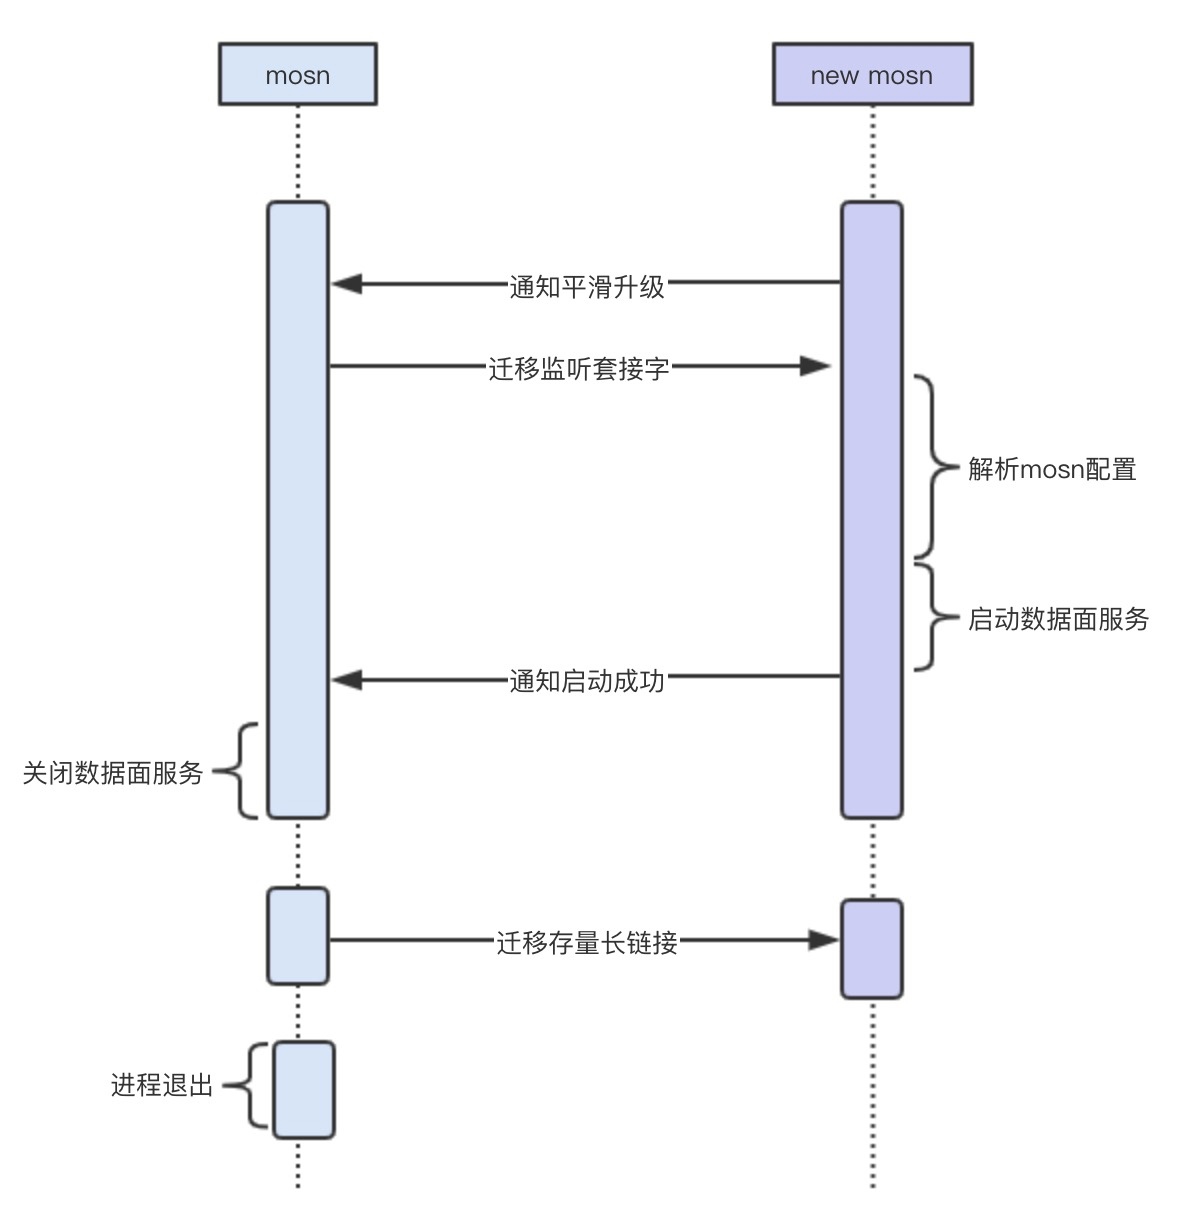 mosn
new mosn
通知平滑升级
迁移监听套接字
解析mosn配置
启动数据面服务
通知启动成功
关闭数据面服务
迁移存量长链接
进程退出